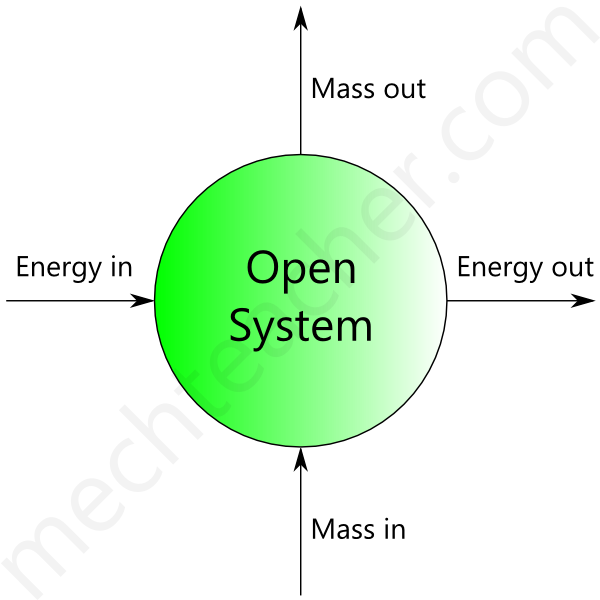 Mass out
Energy in
Energy out
Open
System
Mass in
mechteacher.com